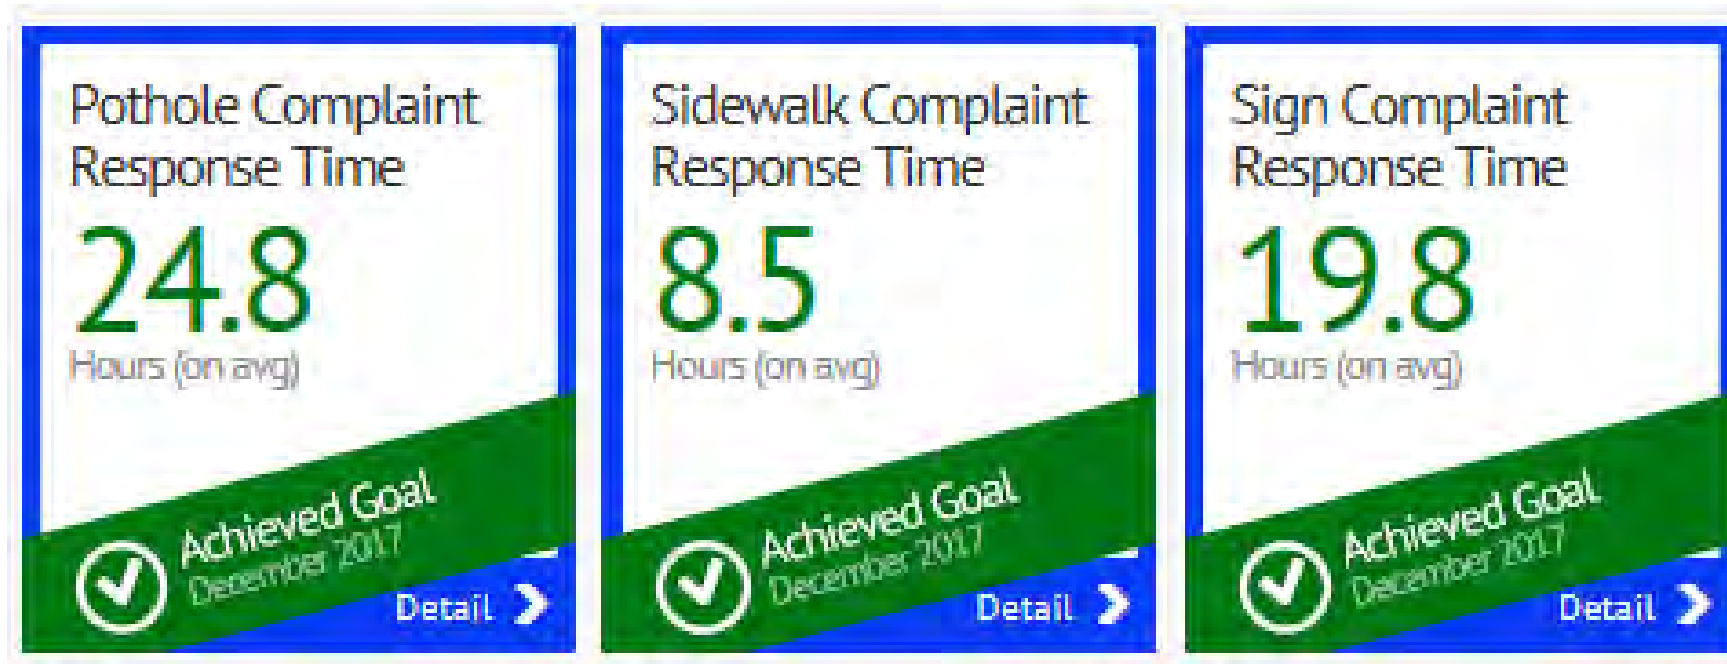 Pothole Complaint
Response Time
24.8
Hours (on avg)
Achieved Goal
December 2017
Detail
Sidewalk Complaint
Response Time
8.5
Hours (on avg)
Achieved Goal
December 2017
Detail
Sign Complaint
Response Time
19.8
Hours (on avg)
Achieved Goal
December 2017
Detail